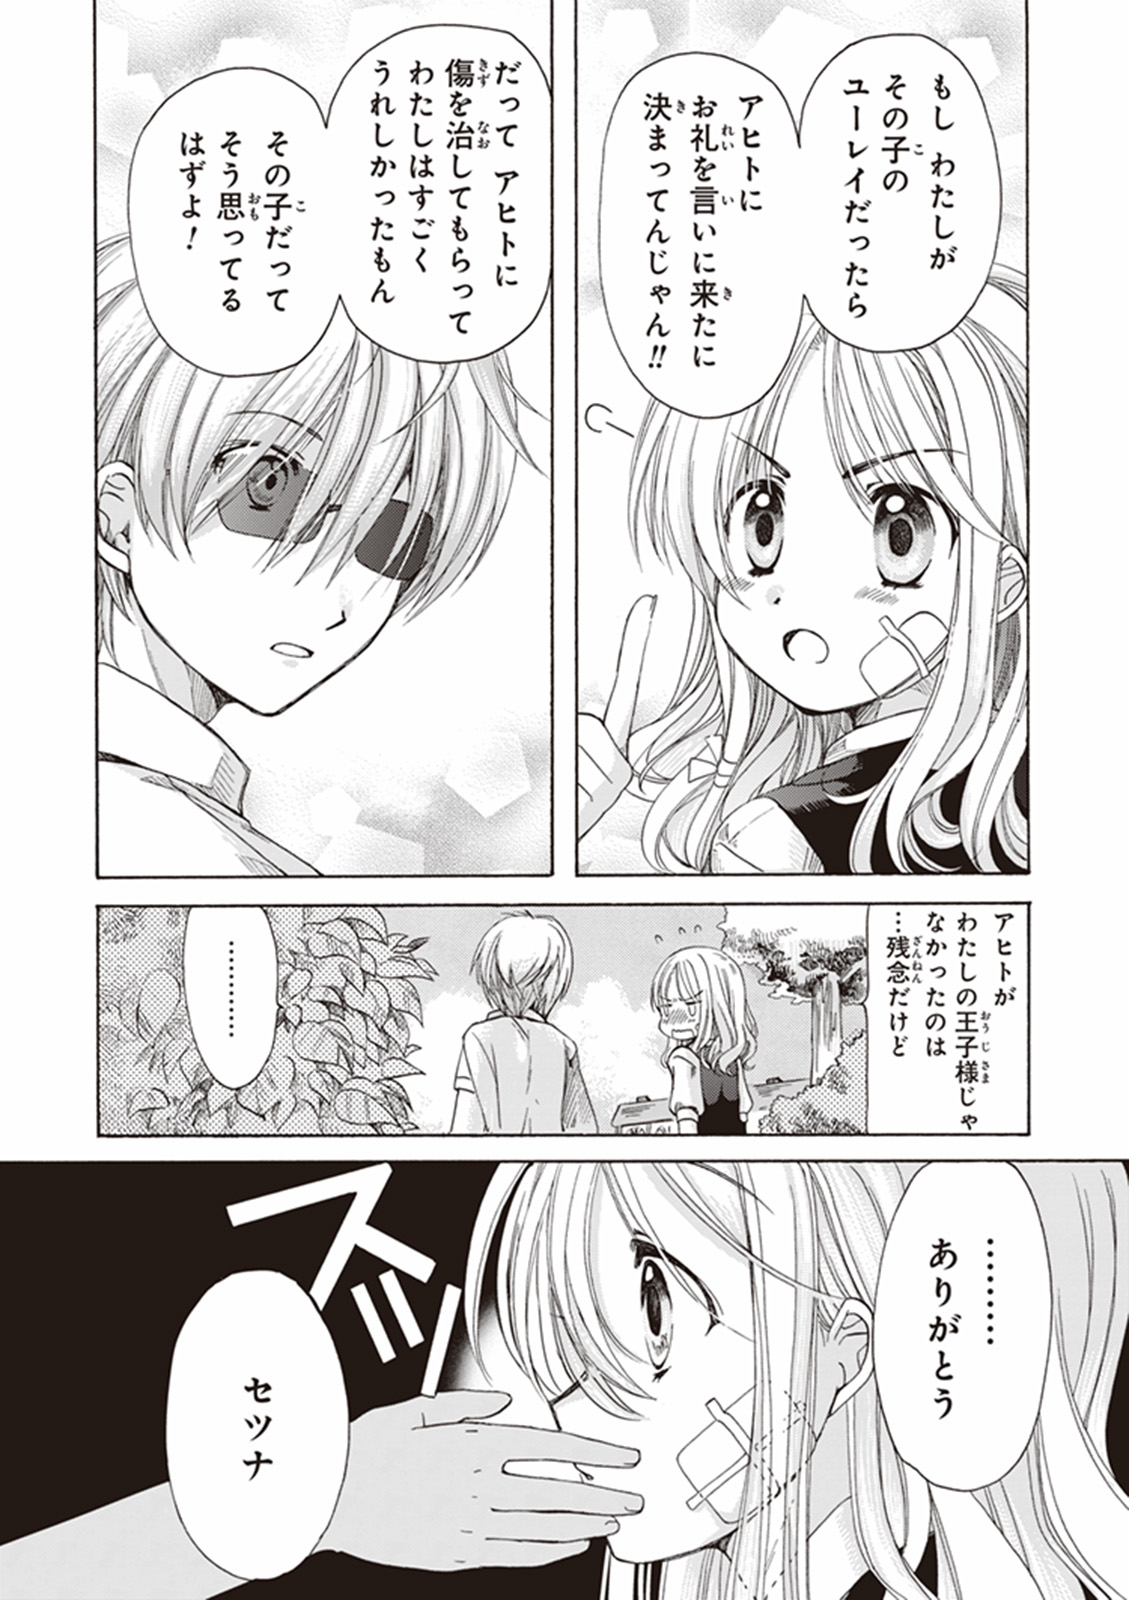 もし わたしが
その子の
ユーレイだったら
アヒトに
お礼を言いに来たに
決まってんじゃん!!
だって アヒトに
傷を治してもらって
わたしはすごく
うれしかったもん
その子だって
そう思ってる
はずよ!
アヒトが
わたしの王子様じゃ
なかったのは
…残念だけど
…………
………
ありがとう
スッ
セツナ